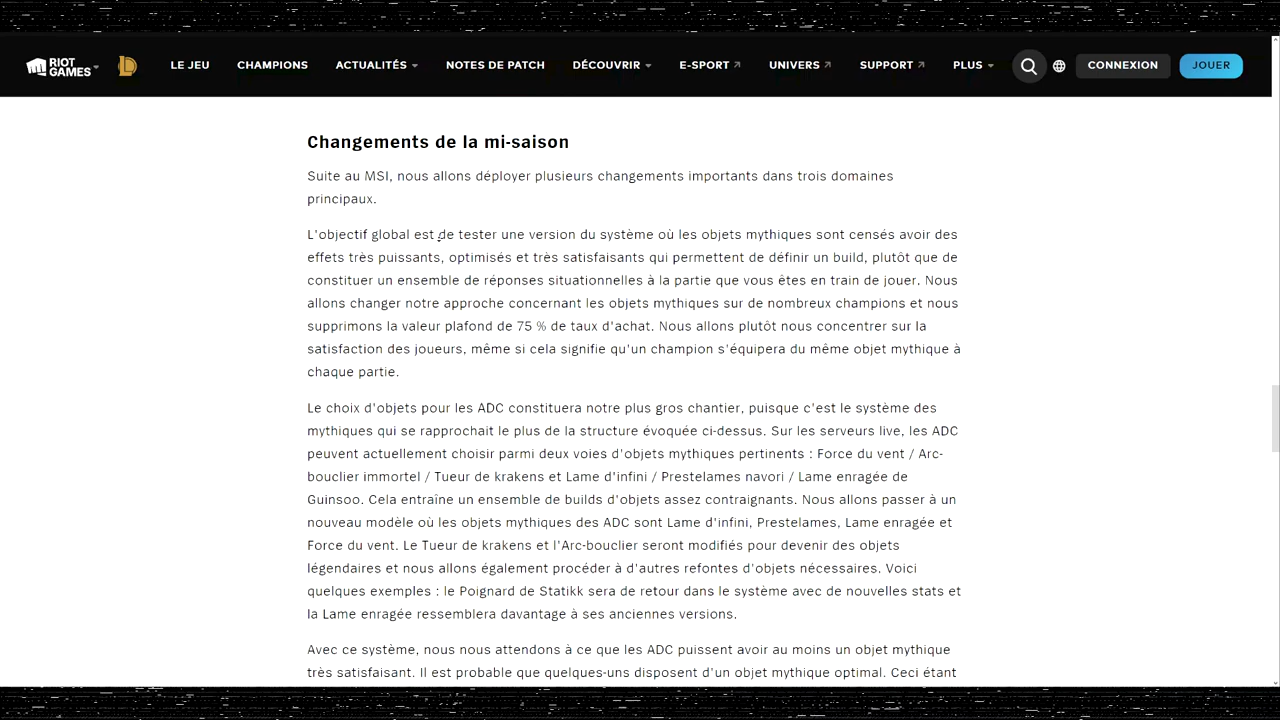 RIOT GAMES
LE JEU
CHAMPIONS
ACTUALITÉS
NOTES DE PATCH
DÉCOUVRIR
E-SPORT
UNIVERS
SUPPORT
PLUS
CONNEXION
JOUER
Changements de la mi-saison
Suite au MSI, nous allons déployer plusieurs changements importants dans trois domaines
principaux.
L'objectif global est de tester une version du système où les objets mythiques sont censés avoir des
effets très puissants, optimisés et très satisfaisants qui permettent de définir un build, plutôt que de
constituer un ensemble de réponses situationnelles à la partie que vous êtes en train de jouer. Nous
allons changer notre approche concernant les objets mythiques sur de nombreux champions et nous
supprimons la valeur plafond de 75 % de taux d'achat. Nous allons plutôt nous concentrer sur la
satisfaction des joueurs, même si cela signifie qu'un champion s'équipera du même objet mythique à
chaque partie.
Le choix d'objets pour les ADC constituera notre plus gros chantier, puisque c'est le système des
mythiques qui se rapprochait le plus de la structure évoquée ci-dessus. Sur les serveurs live, les ADC
peuvent actuellement choisir parmi deux voies d'objets mythiques pertinents : Force du vent / Arc-
bouclier immortel / Tueur de krakens et Lame d'infini / Prestelames navori / Lame enragée de
Guinsoo. Cela entraîne un ensemble de builds d'objets assez contraignants. Nous allons passer à un
nouveau modèle où les objets mythiques des ADC sont Lame d'infini, Prestelames, Lame enragée et
Force du vent. Le Tueur de krakens et l'Arc-bouclier seront modifiés pour devenir des objets
légendaires et nous allons également procéder à d'autres refontes d'objets nécessaires. Voici
quelques exemples : le Poignard de Statikk sera de retour dans le système avec de nouvelles stats et
la Lame enragée ressemblera davantage à ses anciennes versions.
Avec ce système, nous nous attendons à ce que les ADC puissent avoir au moins un objet mythique
très satisfaisant. Il est probable que quelques-uns disposent d'un objet mythique optimal. Ceci étant